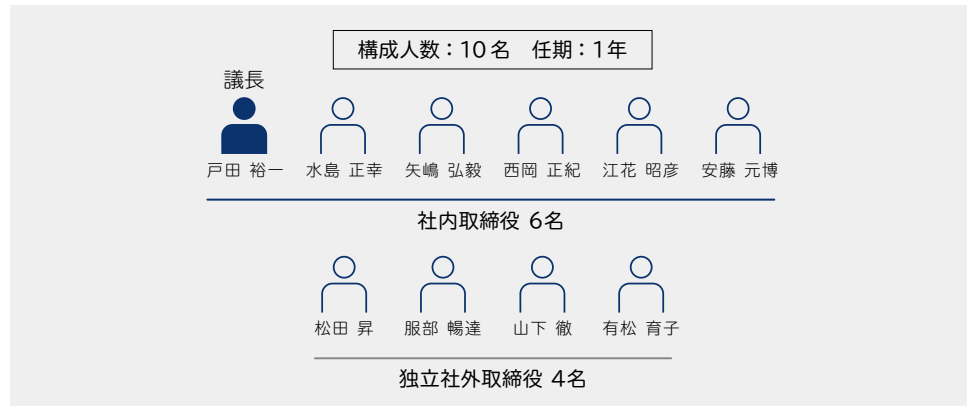 構成人数：10名　任期：1年
議長
戸田 裕一　水島 正幸　矢嶋 弘毅　西岡 正紀　江花 昭彦　安藤 元博
社内取締役 6名
松田 昇　服部 暢達　山下 徹　有松 育子
独立社外取締役 4名